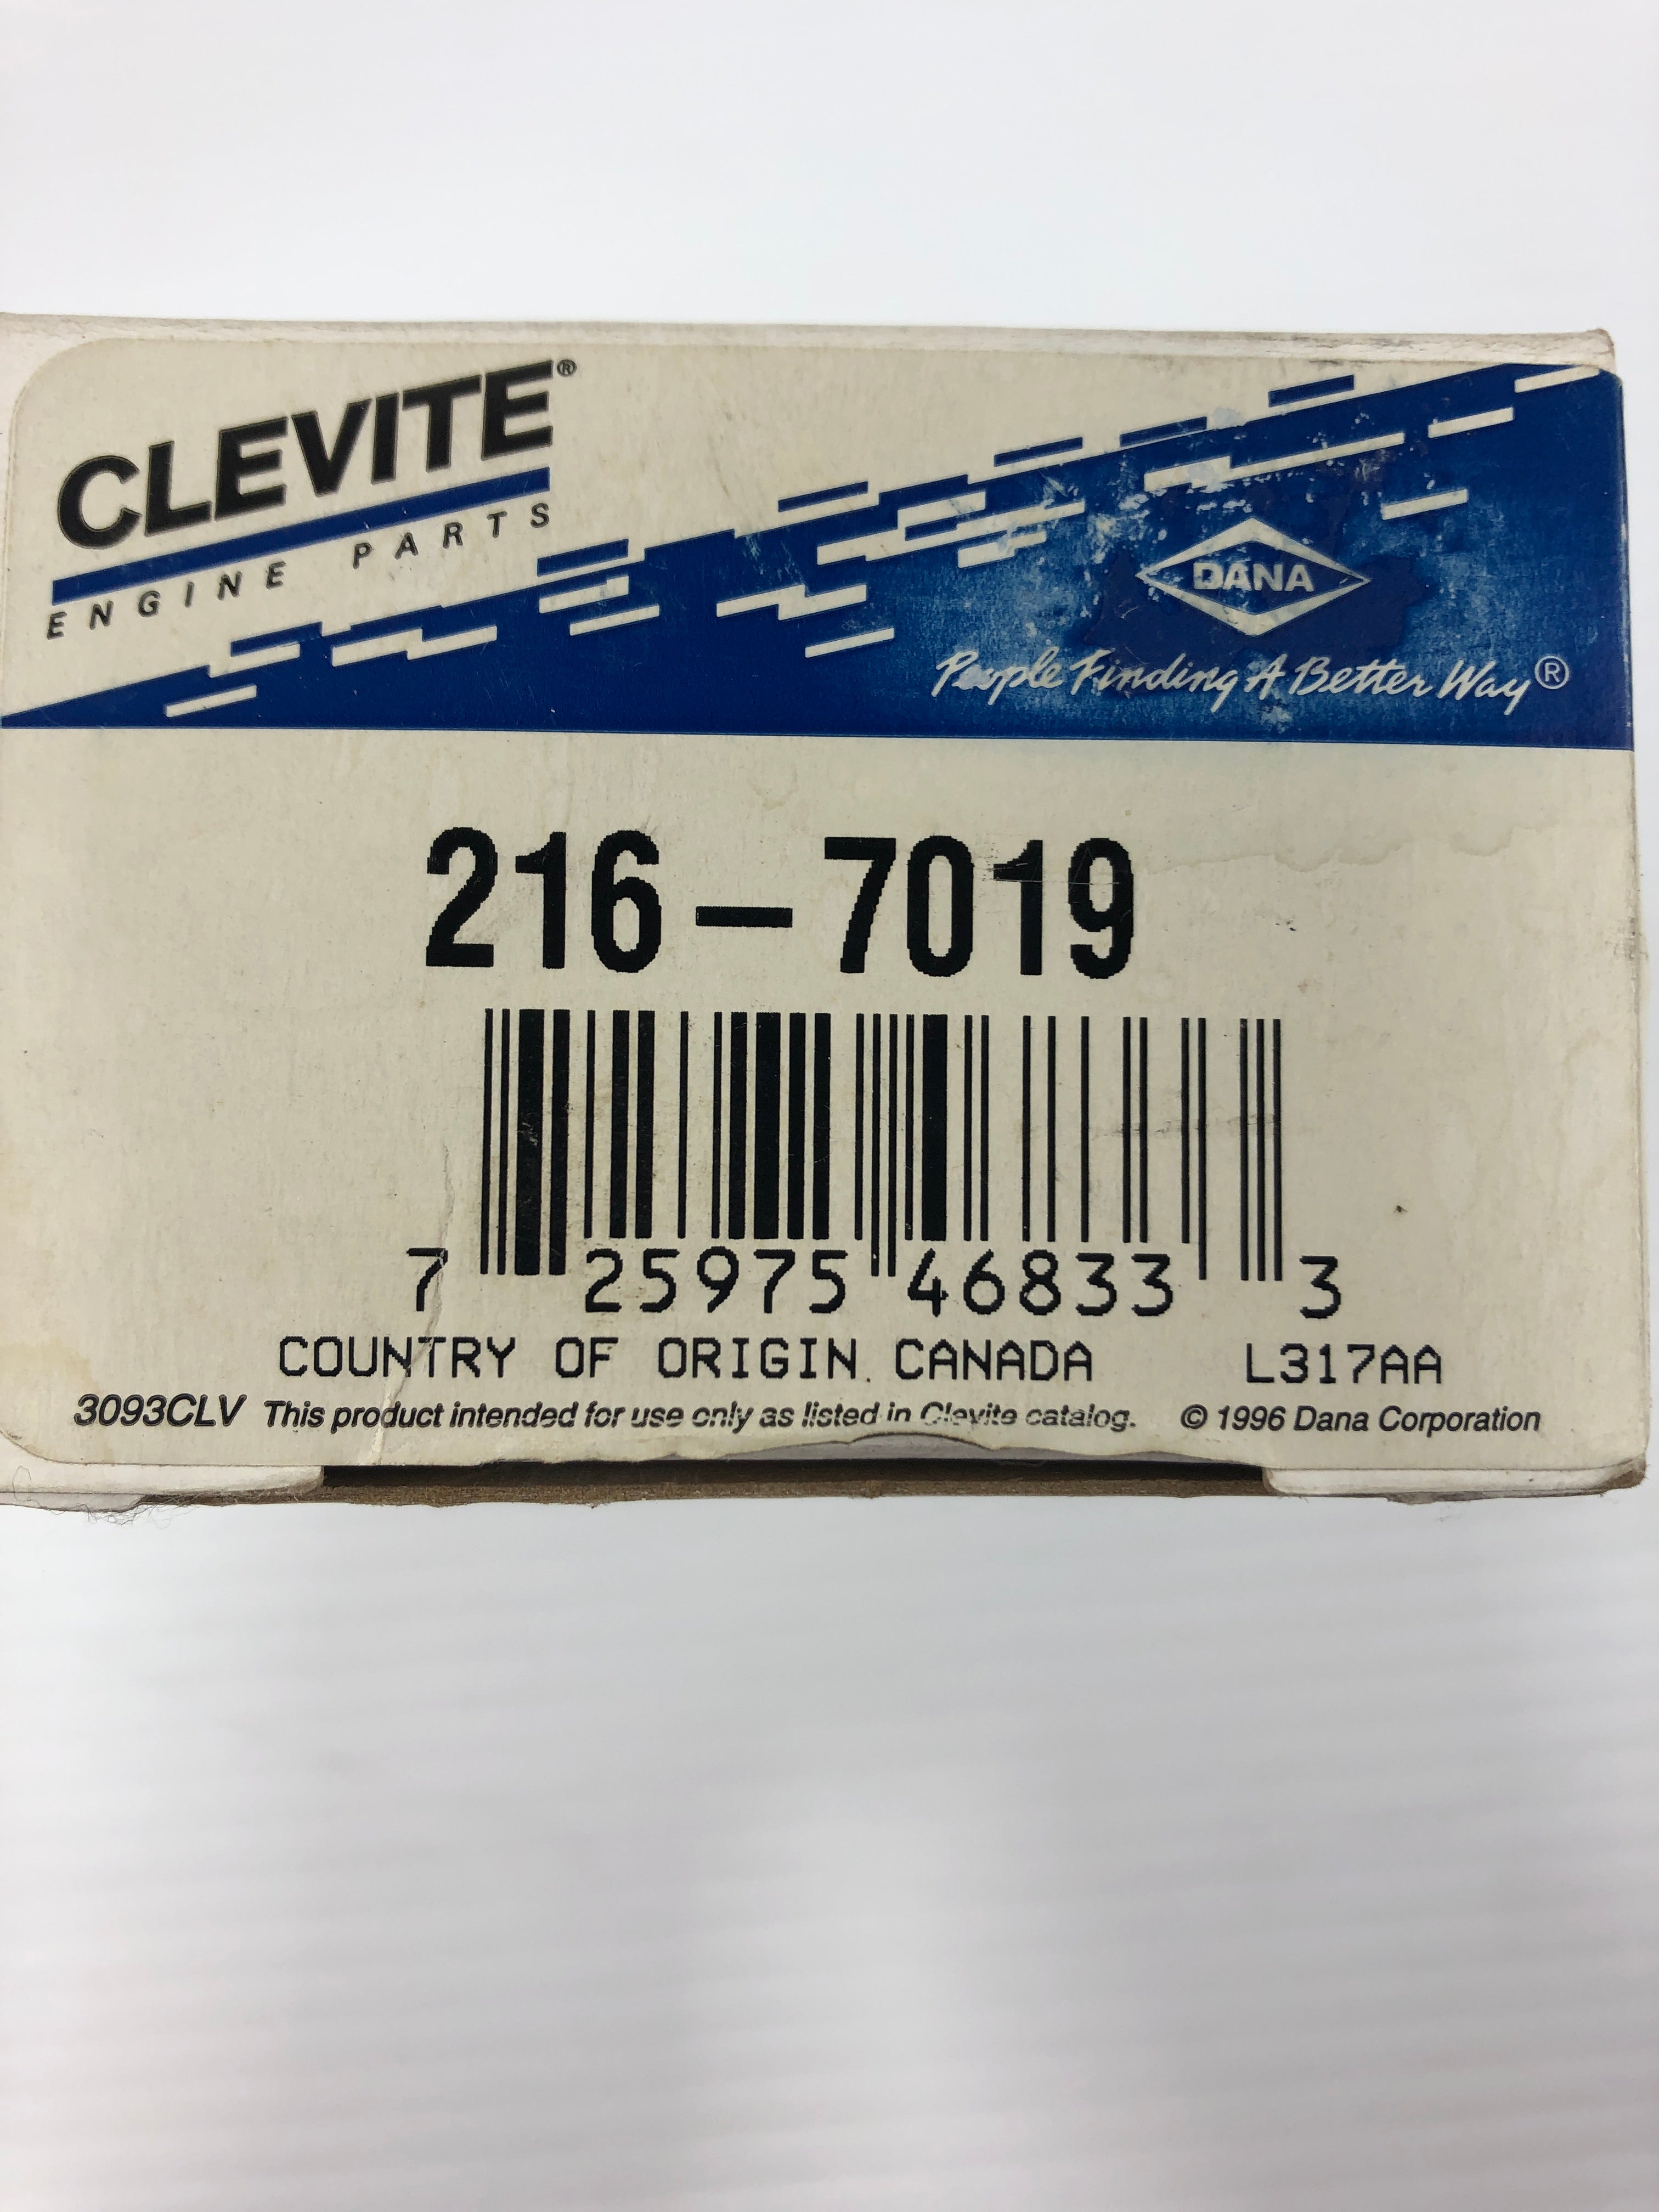 CLEVITE®
ENGINE PARTS
DANA
People Finding A Better Way®
216-7019
7 25975 46833 3
COUNTRY OF ORIGIN CANADA L317AA
3093CLV This product intended for use only as listed in Clevite catalog. © 1996 Dana Corporation